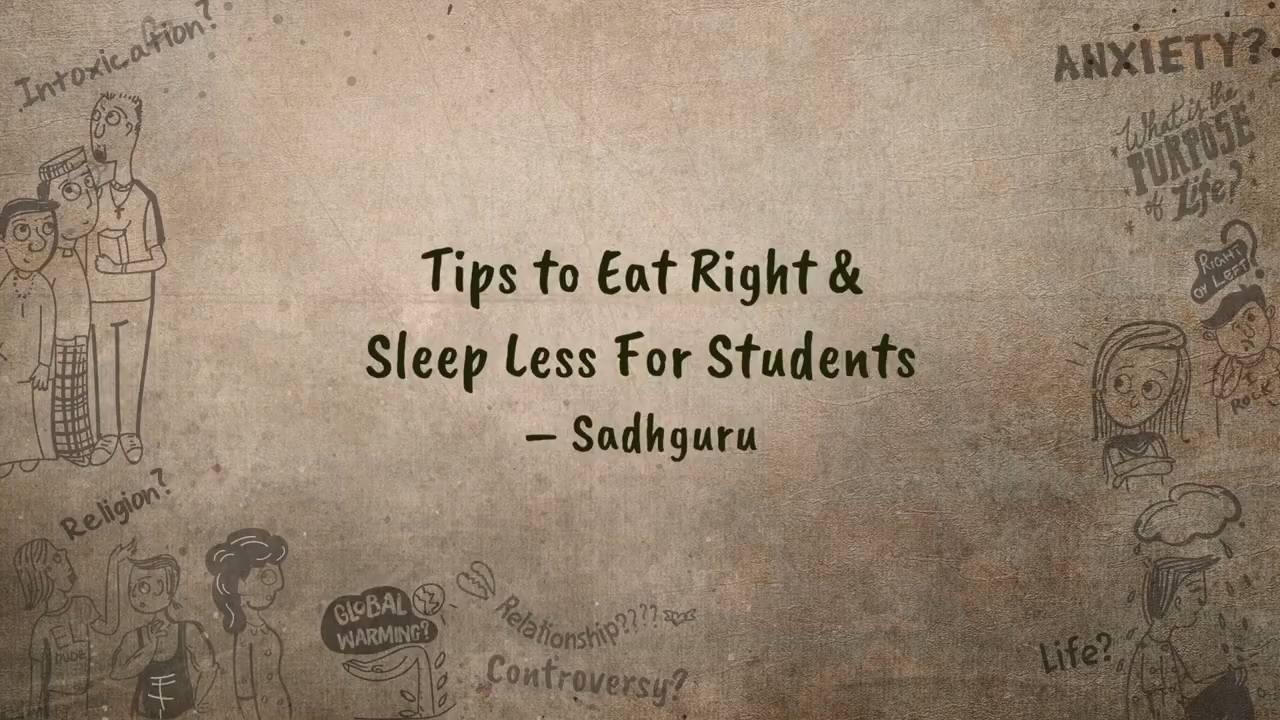 Intoxication?
ANXIETY?
What is the
PURPOSE
of Life?
RIGHT
OR LEFT
Tips to Eat Right &
Sleep Less For Students
– Sadhguru
ROCK
Religion?
GLOBAL
WARMING?
Relationship????
Controversy?
Life?